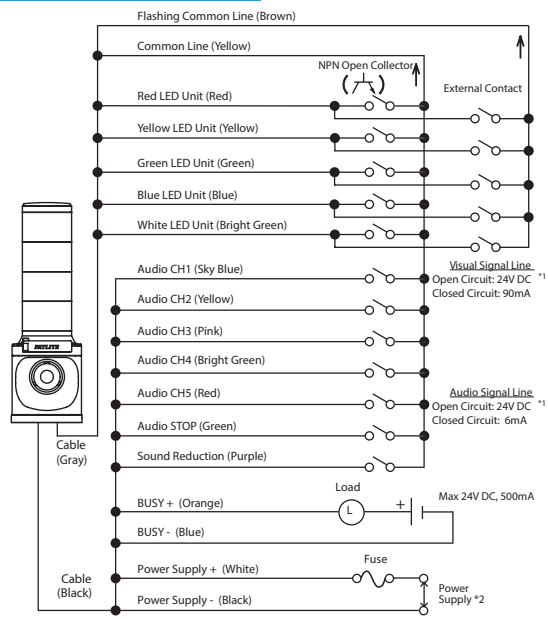 Flashing Common Line (Brown)
Common Line (Yellow)
NPN Open Collector
( )
External Contact
Red LED Unit (Red)
Yellow LED Unit (Yellow)
Green LED Unit (Green)
Blue LED Unit (Blue)
White LED Unit (Bright Green)
Visual Signal Line
Open Circuit: 24V DC *1
Closed Circuit: 90mA
Audio CH1 (Sky Blue)
Audio CH2 (Yellow)
Audio CH3 (Pink)
Audio CH4 (Bright Green)
Audio CH5 (Red)
Audio Signal Line
Open Circuit: 24V DC *1
Closed Circuit: 6mA
Audio STOP (Green)
Sound Reduction (Purple)
PATLITE
Cable
(Gray)
Load
L
+
Max 24V DC, 500mA
BUSY + (Orange)
BUSY - (Blue)
Fuse
Power Supply + (White)
Power Supply - (Black)
Power
Supply *2
Cable
(Black)